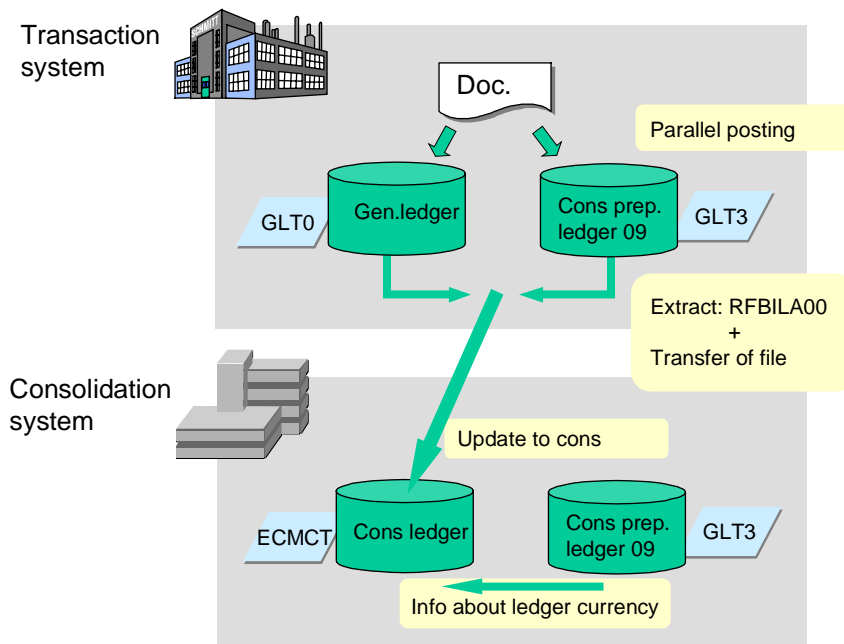 Transaction
system
SCHMITT
Doc.
Parallel posting
Gen.ledger
GLT0
Cons prep.
ledger 09
GLT3
Extract: RFBILA00
+
Transfer of file
Consolidation
system
Update to cons
Cons ledger
ECMCT
Cons prep.
ledger 09
GLT3
Info about ledger currency